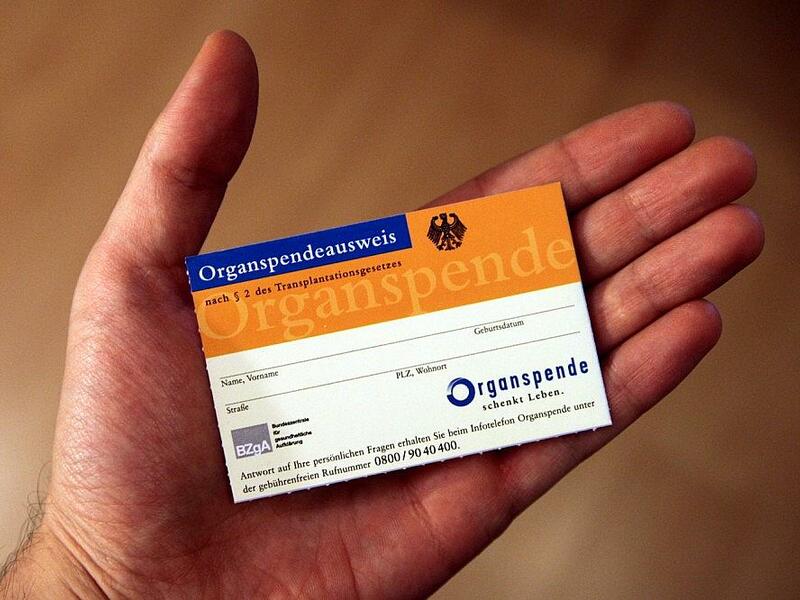 Organspendeausweis
nach § 2 des Transplantationsgesetzes
Organspende
Geburtsdatum
Name, Vorname
PLZ, Wohnort
Straße
Organspende
schenkt Leben.
BZgA
Bundeszentrale
für
gesundheitliche
Aufklärung
Antwort auf Ihre persönlichen Fragen erhalten Sie beim Infotelefon Organspende unter
der gebührenfreien Rufnummer 0800/90 40 400.